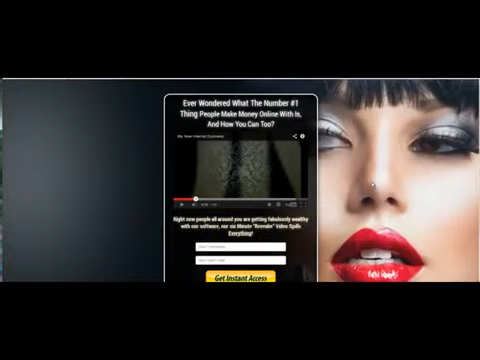 Ever Wondered What The Number #1
Thing People Make Money Online With Is,
And How You Can Too?
My New Internet Business
Right now people all around you are getting fabulously wealthy
with our software, our six Minute "Reveals" Video Spills
Everything!
Get Instant Access